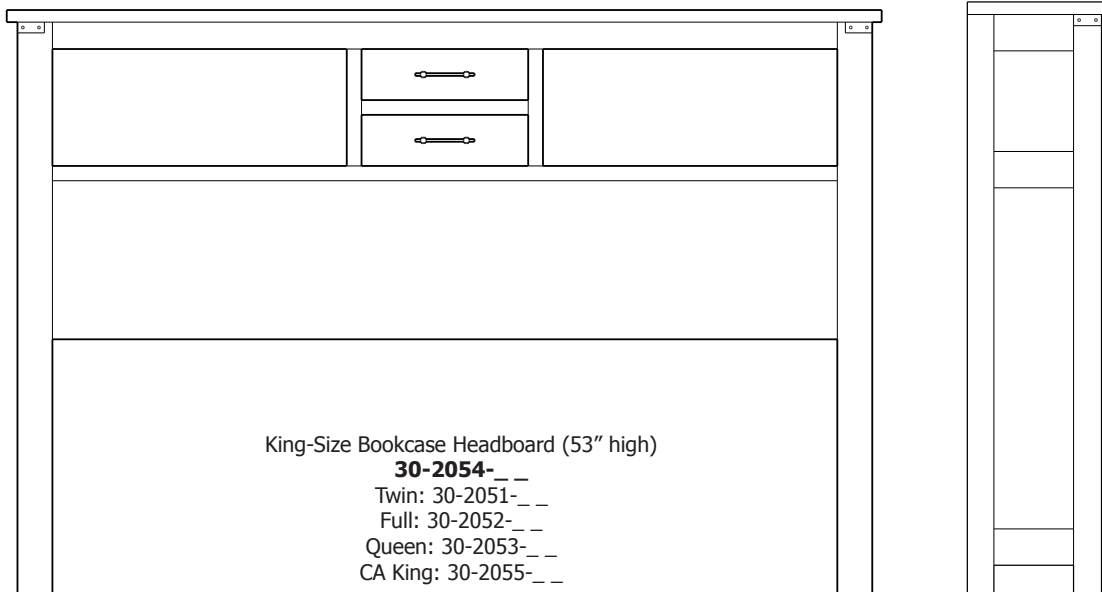 King-Size Bookcase Headboard (53″ high)
30-2054-_ _
Twin: 30-2051-_ _
Full: 30-2052-_ _
Queen: 30-2053-_ _
CA King: 30-2055-_ _